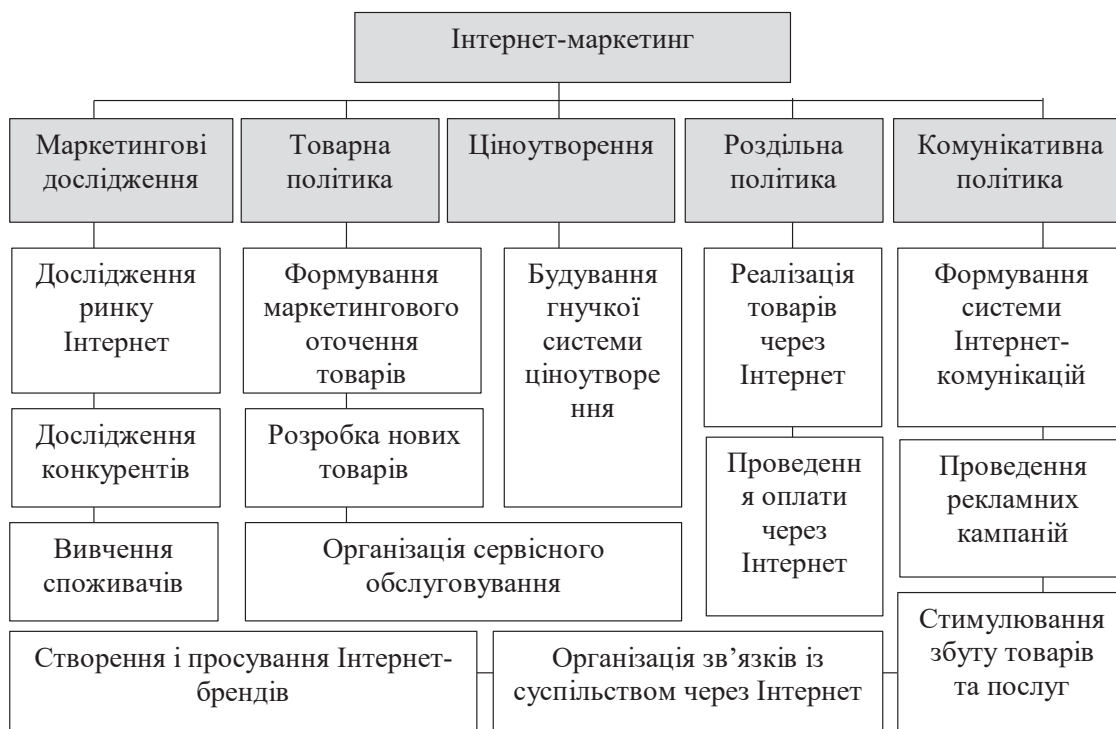 Інтернет-маркетинг
Маркетингові
дослідження
Товарна
політика
Ціноутворення
Роздільна
політика
Комунікативна
політика
Дослідження
ринку
Інтернет
Формування
маркетингового
оточення
товарів
Будування
гнучкої
системи
ціноутворе
ння
Реалізація
товарів
через
Інтернет
Формування
системи
Інтернет-
комунікацій
Дослідження
конкурентів
Розробка нових
товарів
Проведенн
я оплати
через
Інтернет
Проведення
рекламних
кампаній
Вивчення
споживачів
Організація сервісного
обслуговування
Стимулювання
збуту товарів
та послуг
Створення і просування Інтернет-
брендів
Організація зв’язків із
суспільством через Інтернет